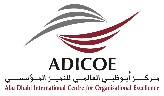 ADICOE
مركز أبوظبي العالمي للتميز المؤسسي
Abu Dhabi International Centre for Organisational Excellence